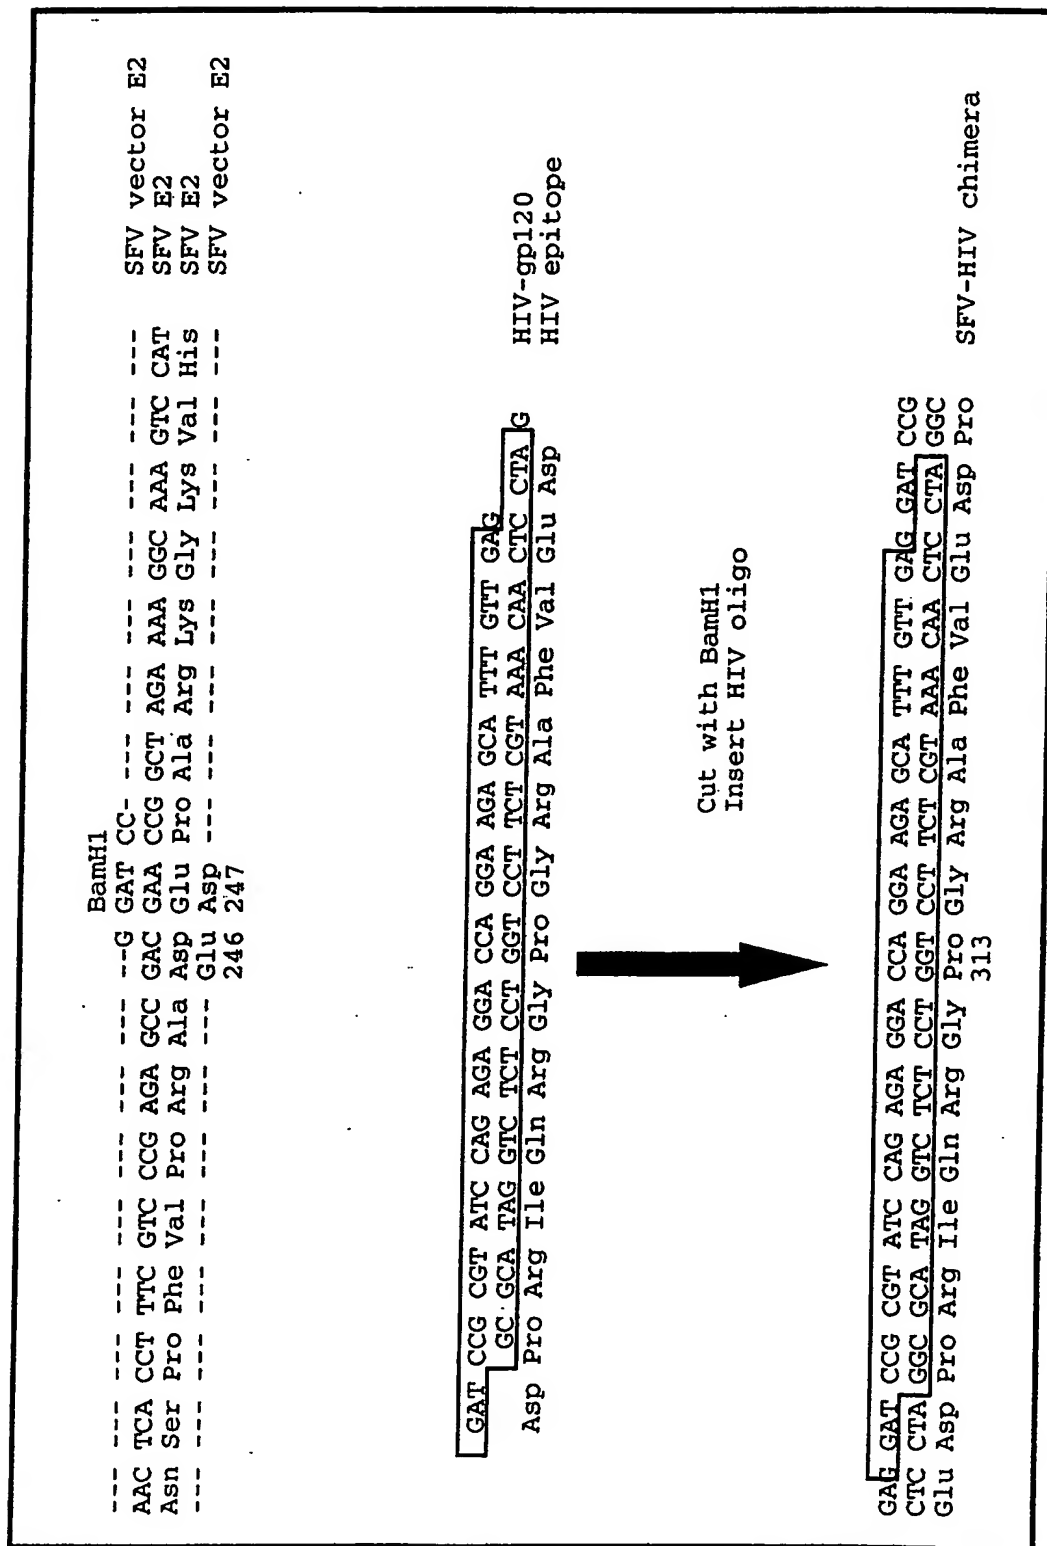 BamH1
--- --- --- --- --- --- --- --- --G GAT CC- --- --- --- --- --- --- --- SFV vector E2
AAC TCA CCT TTC GTC CCG AGA GCC GAC GAA CCG GCT AGA AAA GGC AAA GTC CAT SFV E2
Asn Ser Pro Phe Val Pro Arg Ala Asp Glu Pro Ala Arg Lys Gly Lys Val His SFV E2
--- --- --- --- --- --- --- --- Glu Asp --- --- --- --- --- --- --- --- SFV vector E2
246 247
GAT CCG CGT ATC CAG AGA GGA CCA GGA AGA GCA TTT GTT GAG HIV-gp120
GC GCA TAG GTC TCT CCT GGT CCT TCT CGT AAA CAA CTC CTA G HIV epitope
Asp Pro Arg Ile Gln Arg Gly Pro Gly Arg Ala Phe Val Glu Asp
Cut with BamH1
Insert HIV oligo
GAG GAT CCG CGT ATC CAG AGA GGA CCA GGA AGA GCA TTT GTT GAG GAT CCG
CTC CTA GGC GCA TAG GTC TCT CCT GGT CCT TCT CGT AAA CAA CTC CTA GGC
Glu Asp Pro Arg Ile Gln Arg Gly Pro Gly Arg Ala Phe Val Glu Asp Pro SFV-HIV chimera
313